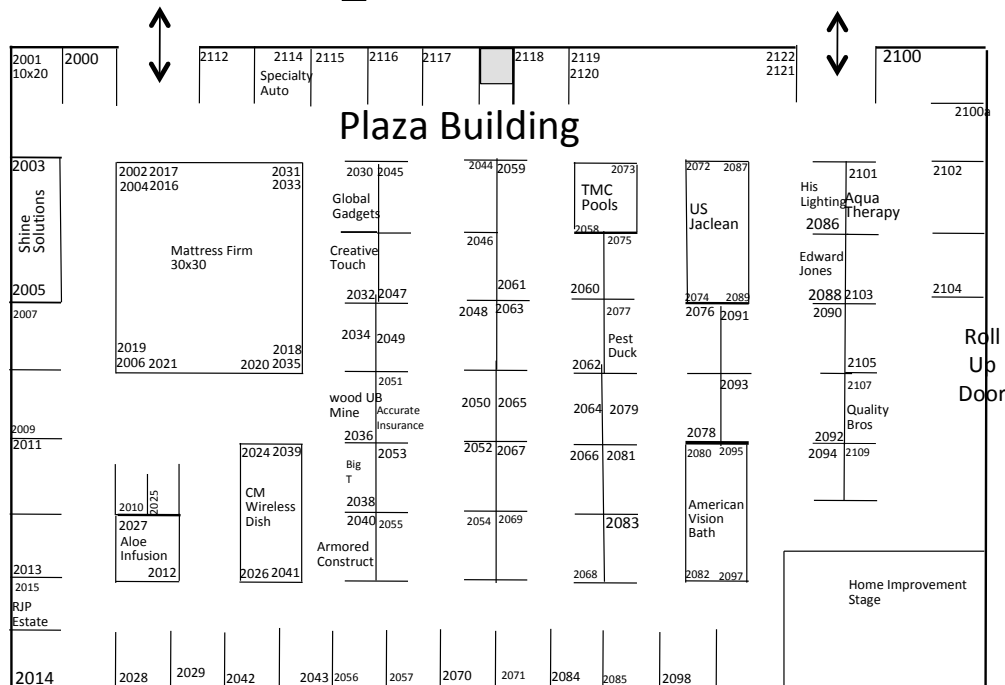 2001
10x20
2000
2112
2114
Specialty
Auto
2115
2116
2117
2118
2119
2120
2122
2121
2100
2100a
Plaza Building
2003
Shine
Solutions
2005
2007
2009
2011
2013
2015
RJP
Estate
2014
2002 2017
2004 2016
2031
2033
Mattress Firm
30x30
2019
2006 2021
2018
2020 2035
2010
2025
2027
Aloe
Infusion
2012
2024 2039
CM
Wireless
Dish
2026 2041
2030 2045
Global
Gadgets
Creative
Touch
2032 2047
2034 2049
2051
wood UB
Mine
Accurate
Insurance
2036
2053
Big
T
2038
2040
2055
Armored
Construct
2044 2059
2046
2061
2048 2063
2050 2065
2052 2067
2054 2069
2073
TMC
Pools
2058
2075
2060
2077
Pest
Duck
2062
2064 2079
2066 2081
2083
2068
2072 2087
US
Jaclean
2074 2089
2076 2091
2093
2078
2080 2095
American
Vision
Bath
2082 2097
2101
His
Lighting
Aqua
Therapy
2086
Edward
Jones
2088 2103
2090
2105
2107
Quality
Bros
2092
2094 2109
2102
2104
Roll
Up
Door
Home Improvement
Stage
2028
2029
2042
2043
2056
2057
2070
2071
2084
2085
2098